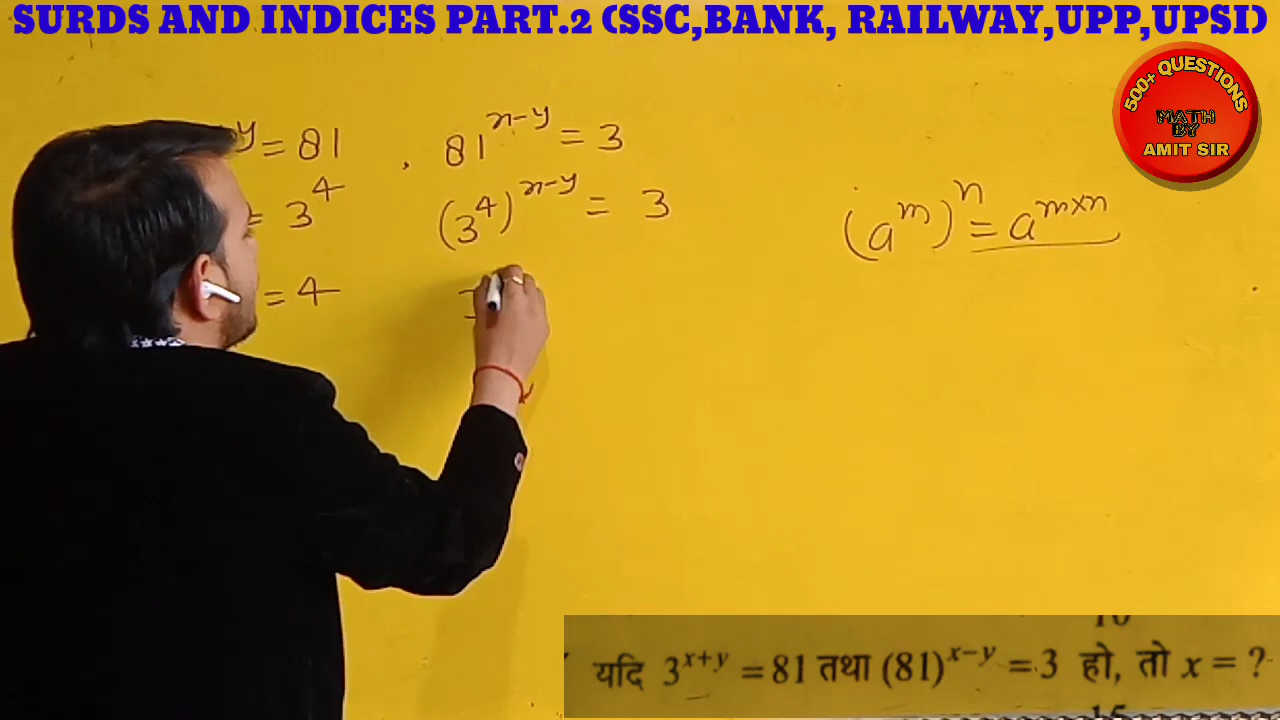 SURDS AND INDICES PART.2 (SSC,BANK, RAILWAY,UPP,UPSI)
500+ QUESTIONS
MATH
BY
AMIT SIR
y = 81 , 81^{x-y} = 3
= 3^4 (3^4)^{x-y} = 3
(a^m)^n = a^{m×n}
= 4 3
यदि 3^{x+y} = 81 तथा (81)^{x-y} = 3 हो, तो x = ?